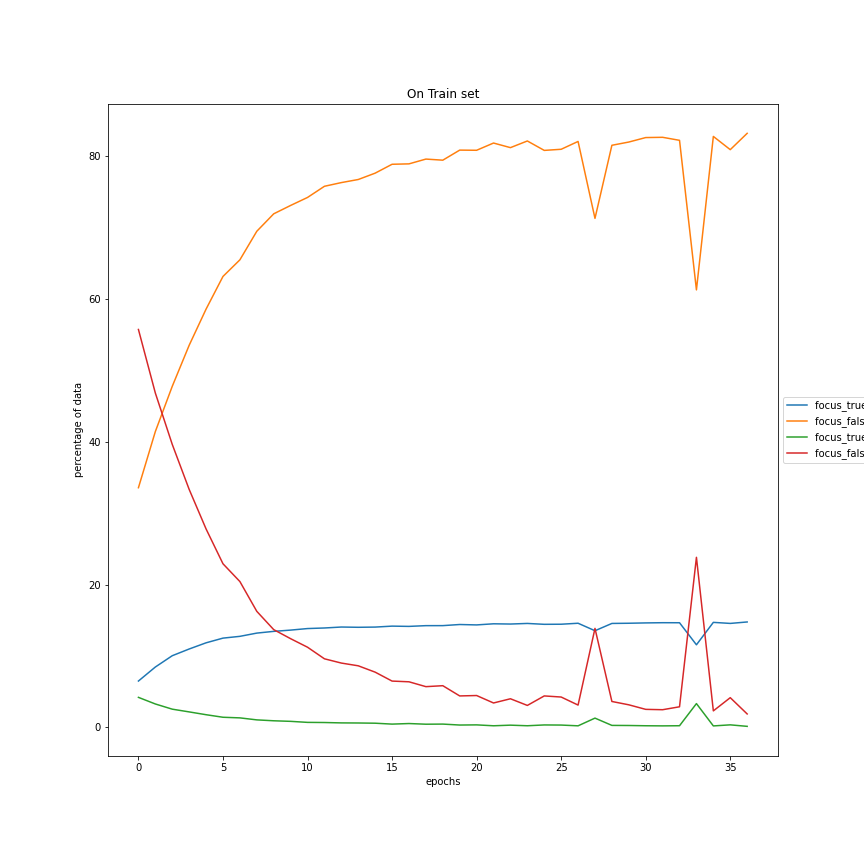 On Train set
80
60
40
20
0
percentage of data
0 5 10 15 20 25 30 35
epochs
focus_true
focus_fals
focus_true
focus_fals